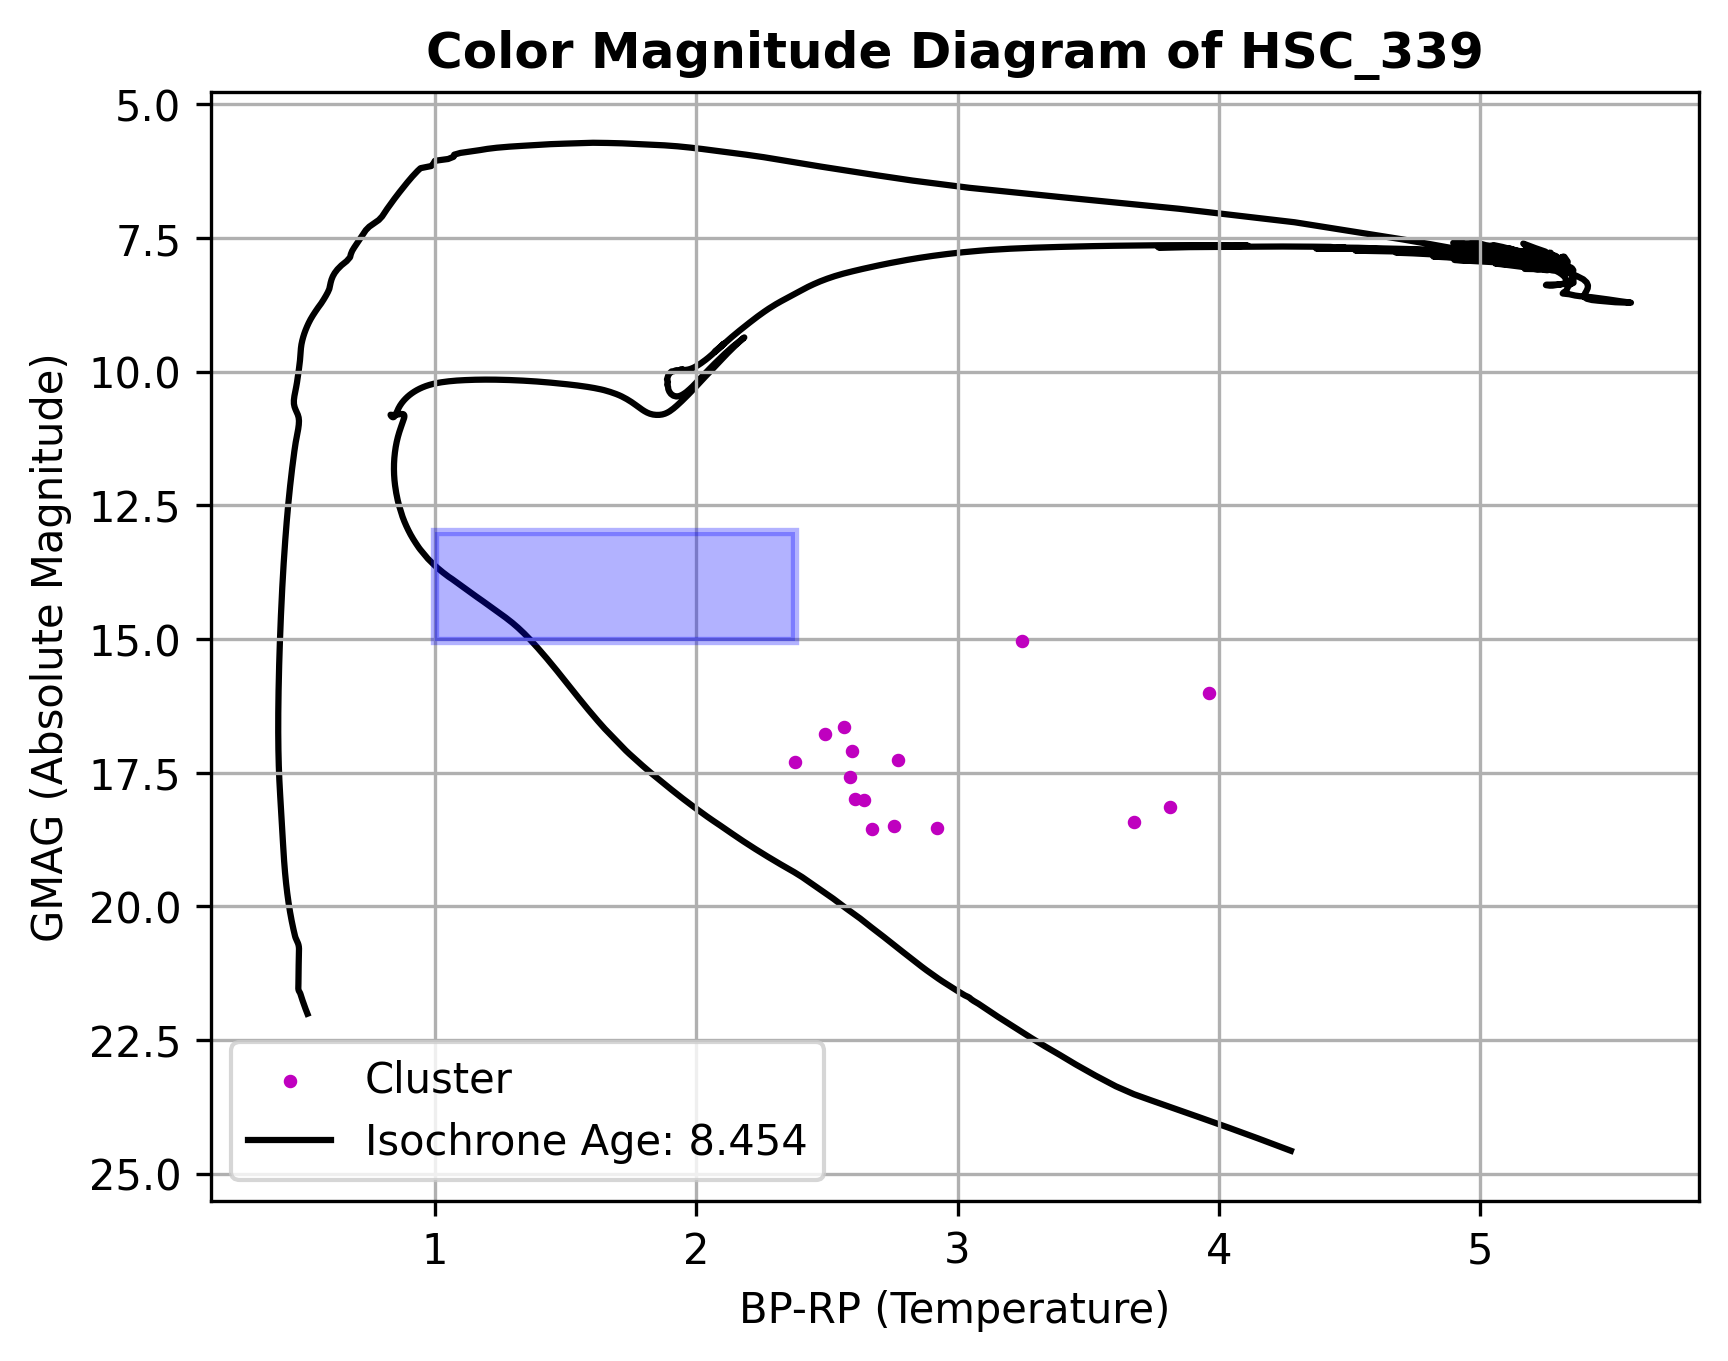 Color Magnitude Diagram of HSC_339
GMAG (Absolute Magnitude)
5.0
7.5
10.0
12.5
15.0
17.5
20.0
22.5
25.0
Cluster
Isochrone Age: 8.454
1 2 3 4 5
BP-RP (Temperature)